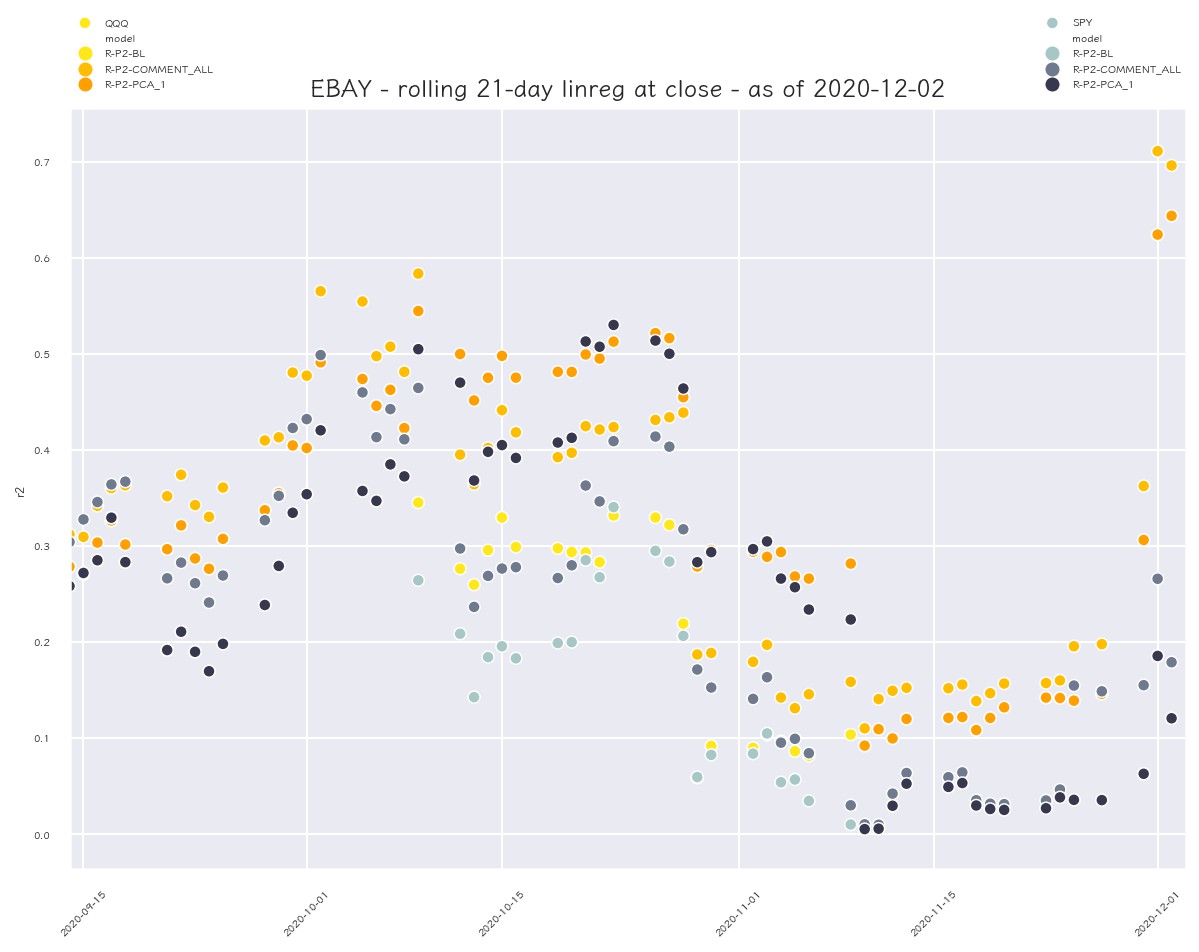 QQQ
model
R-P2-BL
R-P2-COMMENT_ALL
R-P2-PCA_1
SPY
model
R-P2-BL
R-P2-COMMENT_ALL
R-P2-PCA_1
EBAY - rolling 21-day linreg at close - as of 2020-12-02
0.7
0.6
0.5
0.4
0.3
0.2
0.1
0.0
r2
2020-09-15
2020-10-01
2020-10-15
2020-11-01
2020-11-15
2020-12-01